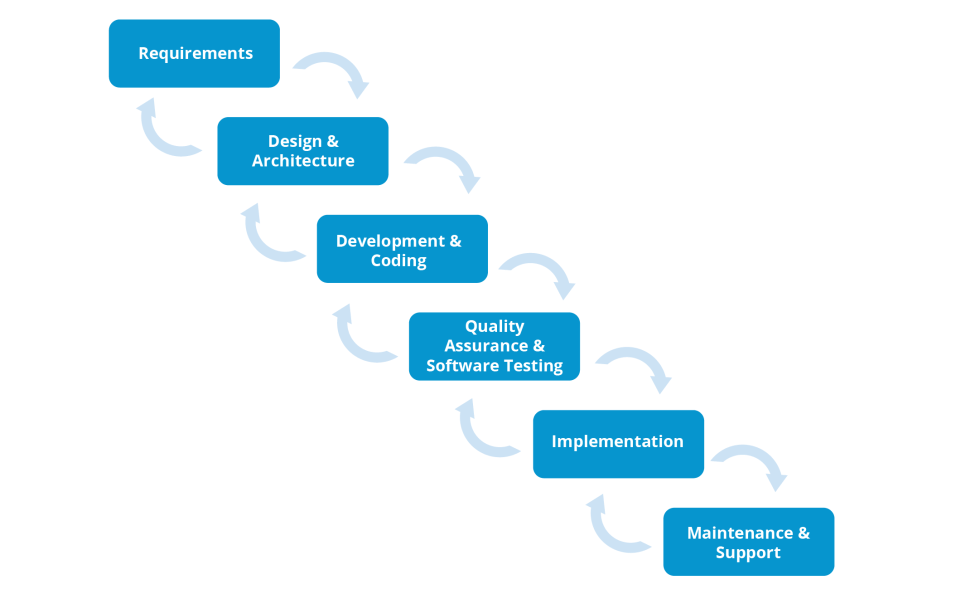 Requirements
Design &
Architecture
Development &
Coding
Quality
Assurance &
Software Testing
Implementation
Maintenance &
Support